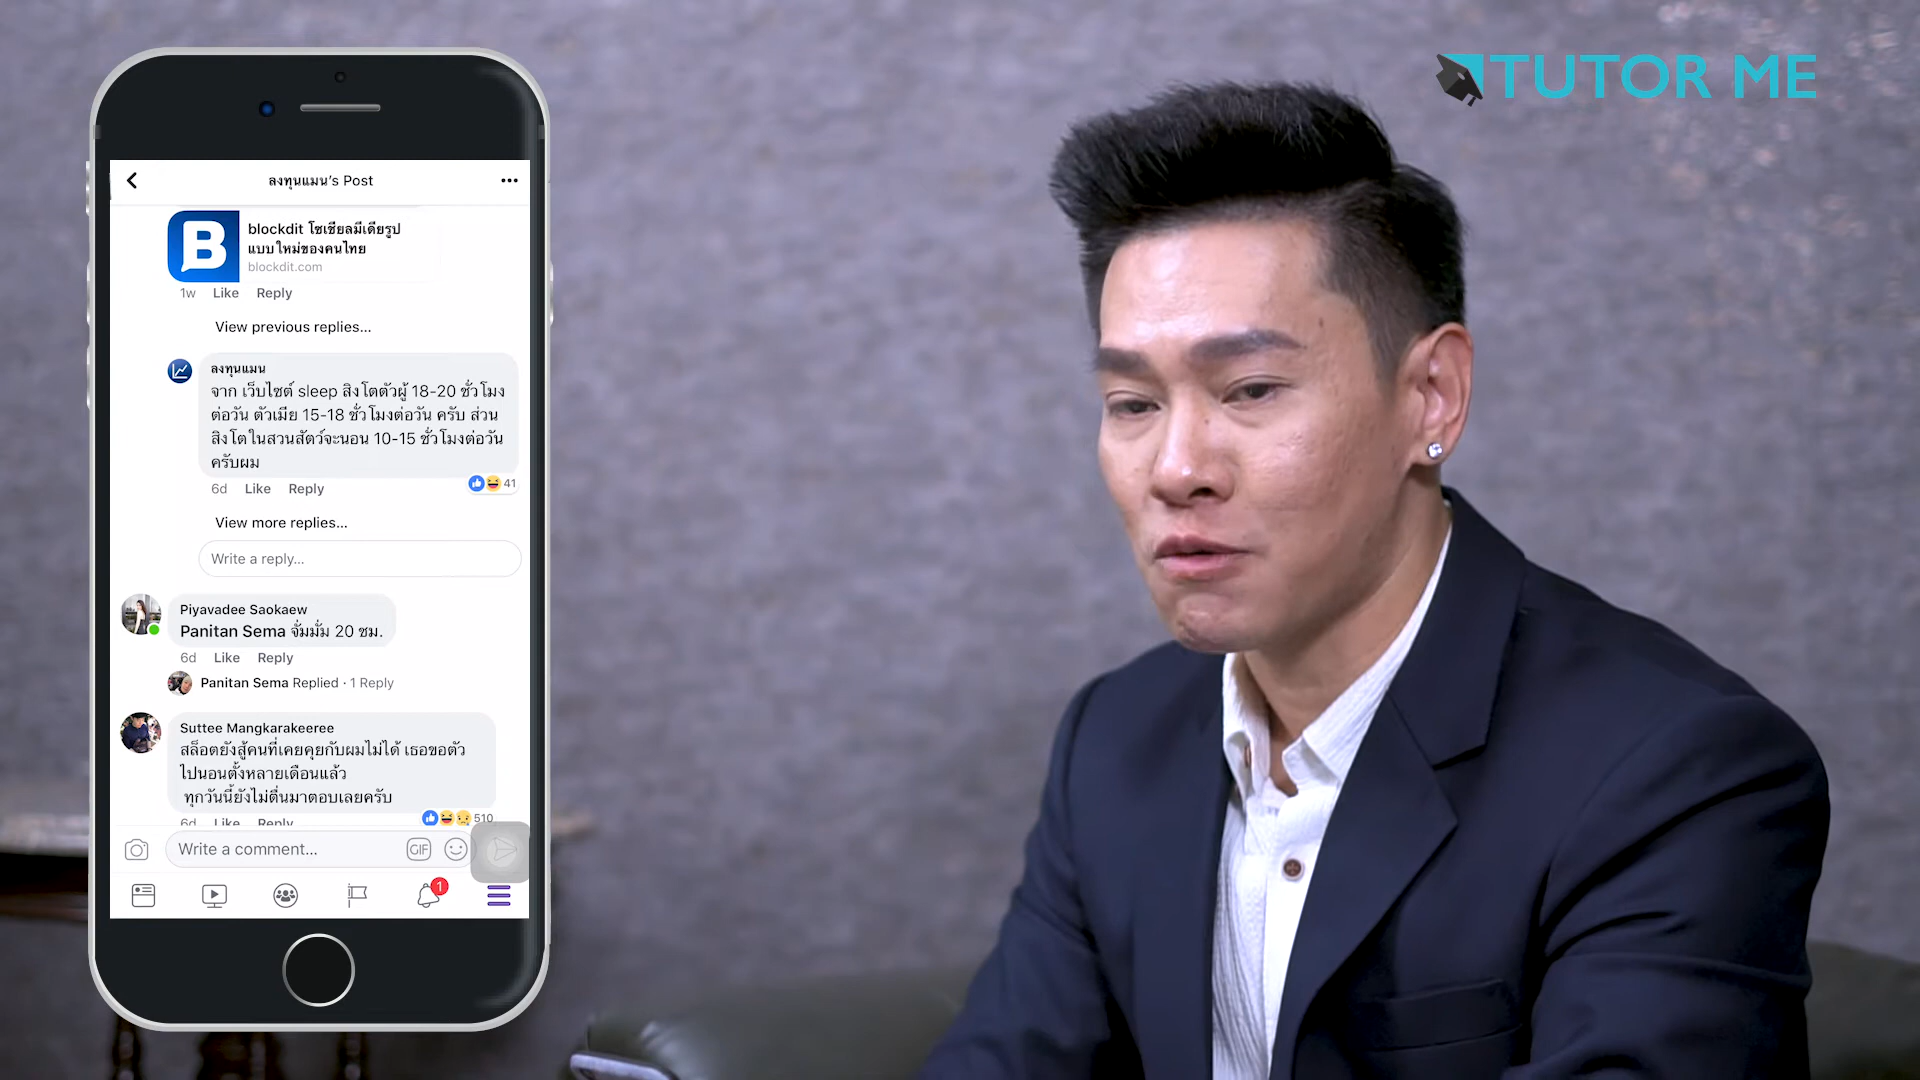 TUTOR ME
ลงทุนแมน's Post
blockdit โซเชียลมีเดียรูป
แบบใหม่ของคนไทย
blockdit.com
1w Like Reply
View previous replies...
ลงทุนแมน
จาก เว็บไซต์ sleep สิงโตตัวผู้ 18-20 ชั่วโมง
ต่อวัน ตัวเมีย 15-18 ชั่วโมงต่อวัน ครับ ส่วน
สิงโตในสวนสัตว์จะนอน 10-15 ชั่วโมงต่อวัน
ครับผม
6d Like Reply 41
View more replies...
Write a reply...
Piyavadee Saokaew
Panitan Sema จั่มมั่ม 20 ชม.
6d Like Reply
Panitan Sema Replied · 1 Reply
Suttee Mangkarakeeree
สล็อตยังสู้คนที่เคยคุยกับผมไม่ได้ เธอขอตัว
ไปนอนตั้งหลายเดือนแล้ว
ทุกวันนี้ยังไม่ตื่นมาตอบเลยครับ
6d Like Reply 510
Write a comment... GIF
1